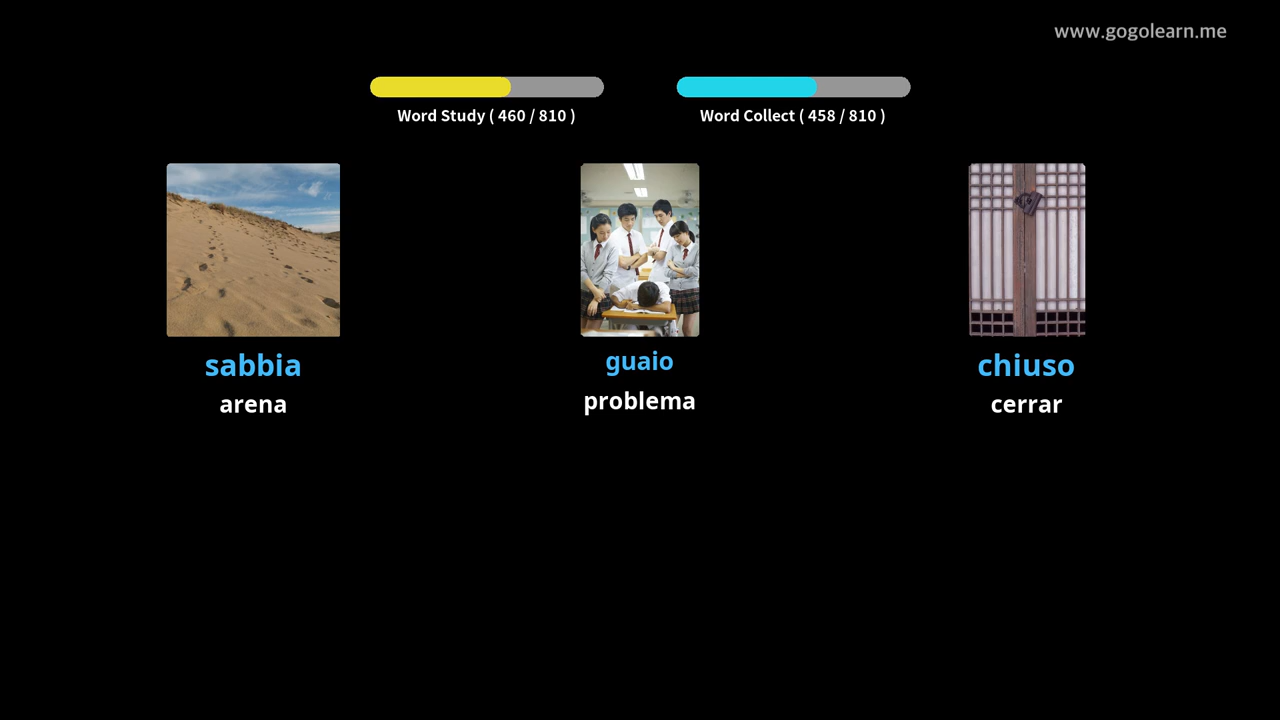 www.gogolearn.me
Word Study ( 460 / 810 )
Word Collect ( 458 / 810 )
sabbia
arena
guaio
problema
chiuso
cerrar